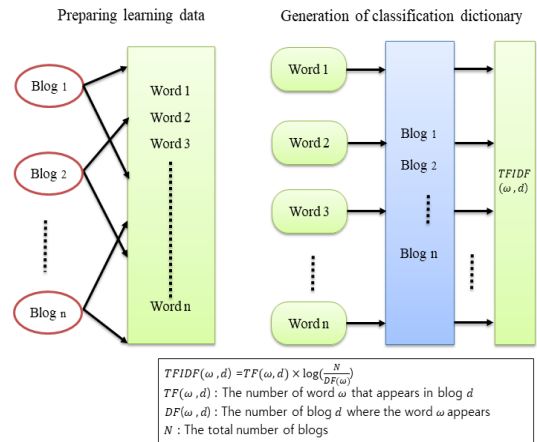 Preparing learning data
Blog 1
Blog 2
Blog n
Word 1
Word 2
Word 3
Word n
Generation of classification dictionary
Word 1
Word 2
Word 3
Word n
Blog 1
Blog 2
Blog n
TFIDF
(ω, d)
TFIDF(ω, d) =TF(ω, d) × log(N/DF(ω))
TF(ω, d) : The number of word ω that appears in blog d
DF(ω, d) : The number of blog d where the word ω appears
N : The total number of blogs